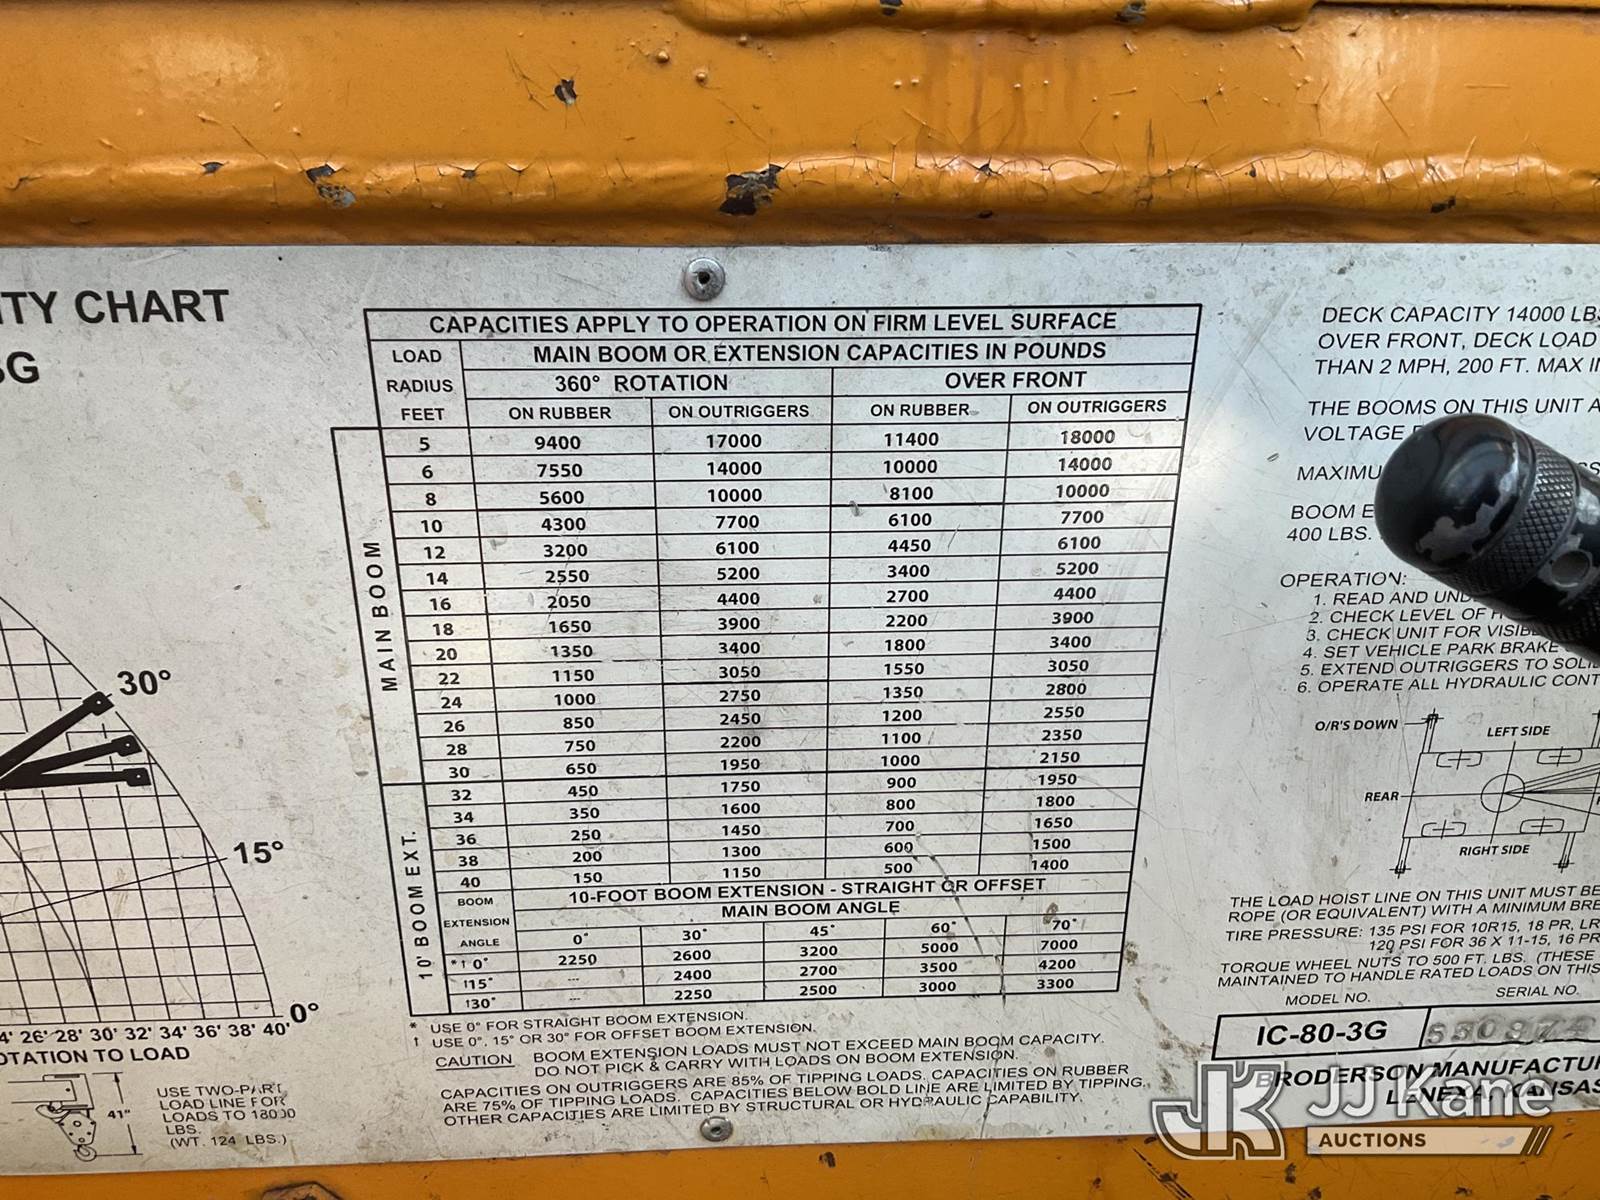 ITY CHART
3G
CAPACITIES APPLY TO OPERATION ON FIRM LEVEL SURFACE
LOAD RADIUS FEET
MAIN BOOM OR EXTENSION CAPACITIES IN POUNDS
360° ROTATION OVER FRONT
ON RUBBER ON OUTRIGGERS ON RUBBER ON OUTRIGGERS
MAIN BOOM
5 9400 17000 11400 18000
6 7550 14000 10000 14000
8 5600 10000 8100 10000
10 4300 7700 6100 7700
12 3200 6100 4450 6100
14 2550 5200 3400 5200
16 2050 4400 2700 4400
18 1650 3900 2200 3900
20 1350 3400 1800 3400
22 1150 3050 1550 3050
24 1000 2750 1350 2800
26 850 2450 1200 2550
28 750 2200 1100 2350
30 650 1950 1000 2150
10' BOOM EXT.
32 450 1750 900 1950
34 350 1600 800 1800
36 250 1450 700 1650
38 200 1300 600 1500
40 150 1150 500 1400
BOOM EXTENSION ANGLE
10-FOOT BOOM EXTENSION - STRAIGHT OR OFFSET
MAIN BOOM ANGLE
0° 30° 45° 60° 70°
*↑ 0° 2250 2600 3200 5000 7000
↑15° --- 2400 2700 3500 4200
↑30° --- 2250 2500 3000 3300
* USE 0° FOR STRAIGHT BOOM EXTENSION.
↑ USE 0°, 15° OR 30° FOR OFFSET BOOM EXTENSION.
CAUTION BOOM EXTENSION LOADS MUST NOT EXCEED MAIN BOOM CAPACITY.
DO NOT PICK & CARRY WITH LOADS ON BOOM EXTENSION.
CAPACITIES ON OUTRIGGERS ARE 85% OF TIPPING LOADS. CAPACITIES ON RUBBER
ARE 75% OF TIPPING LOADS. CAPACITIES BELOW BOLD LINE ARE LIMITED BY TIPPING.
OTHER CAPACITIES ARE LIMITED BY STRUCTURAL OR HYDRAULIC CAPABILITY.
30°
15°
0°
4' 26' 28' 30' 32' 34' 36' 38' 40'
OTATION TO LOAD
41"
USE TWO-PART
LOAD LINE FOR
LOADS TO 18000
LBS.
(WT. 124 LBS.)
DECK CAPACITY 14000 LBS
OVER FRONT, DECK LOAD
THAN 2 MPH, 200 FT. MAX I
THE BOOMS ON THIS UNIT A
VOLTAGE
MAXIMU
BOOM E
400 LBS.
OPERATION:
1. READ AND UND
2. CHECK LEVEL OF H
3. CHECK UNIT FOR VISIB
4. SET VEHICLE PARK BRAKE
5. EXTEND OUTRIGGERS TO SOLI
6. OPERATE ALL HYDRAULIC CONT
O/R'S DOWN
LEFT SIDE
REAR
RIGHT SIDE
THE LOAD HOIST LINE ON THIS UNIT MUST BE
ROPE (OR EQUIVALENT) WITH A MINIMUM BRE
TIRE PRESSURE: 135 PSI FOR 10R15, 18 PR, LR
120 PSI FOR 36 X 11-15, 16 PR
TORQUE WHEEL NUTS TO 500 FT. LBS. (THESE
MAINTAINED TO HANDLE RATED LOADS ON THIS
MODEL NO. SERIAL NO.
IC-80-3G
BRODERSON MANUFACTUR
LENEXA, KANSAS
JK JJ Kane
AUCTIONS